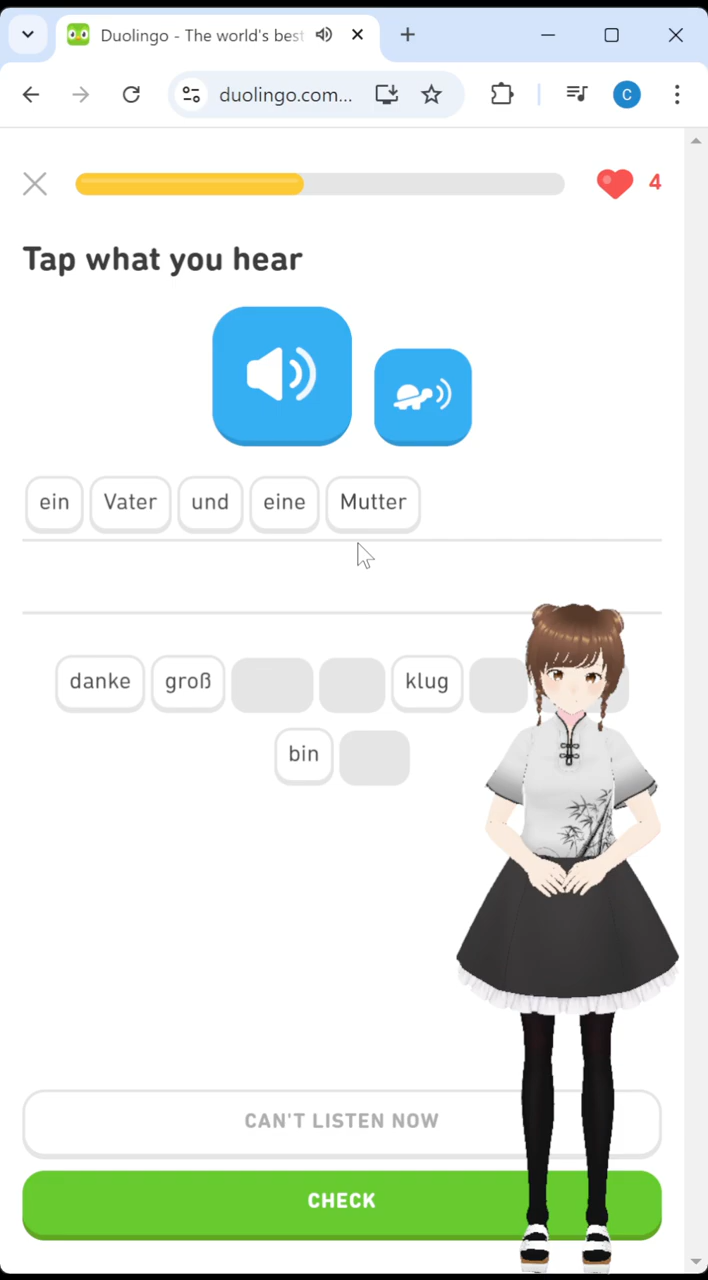 Duolingo - The world's best
duolingo.com...
C
4
Tap what you hear
ein Vater und eine Mutter
danke groß klug
bin
CAN'T LISTEN NOW
CHECK